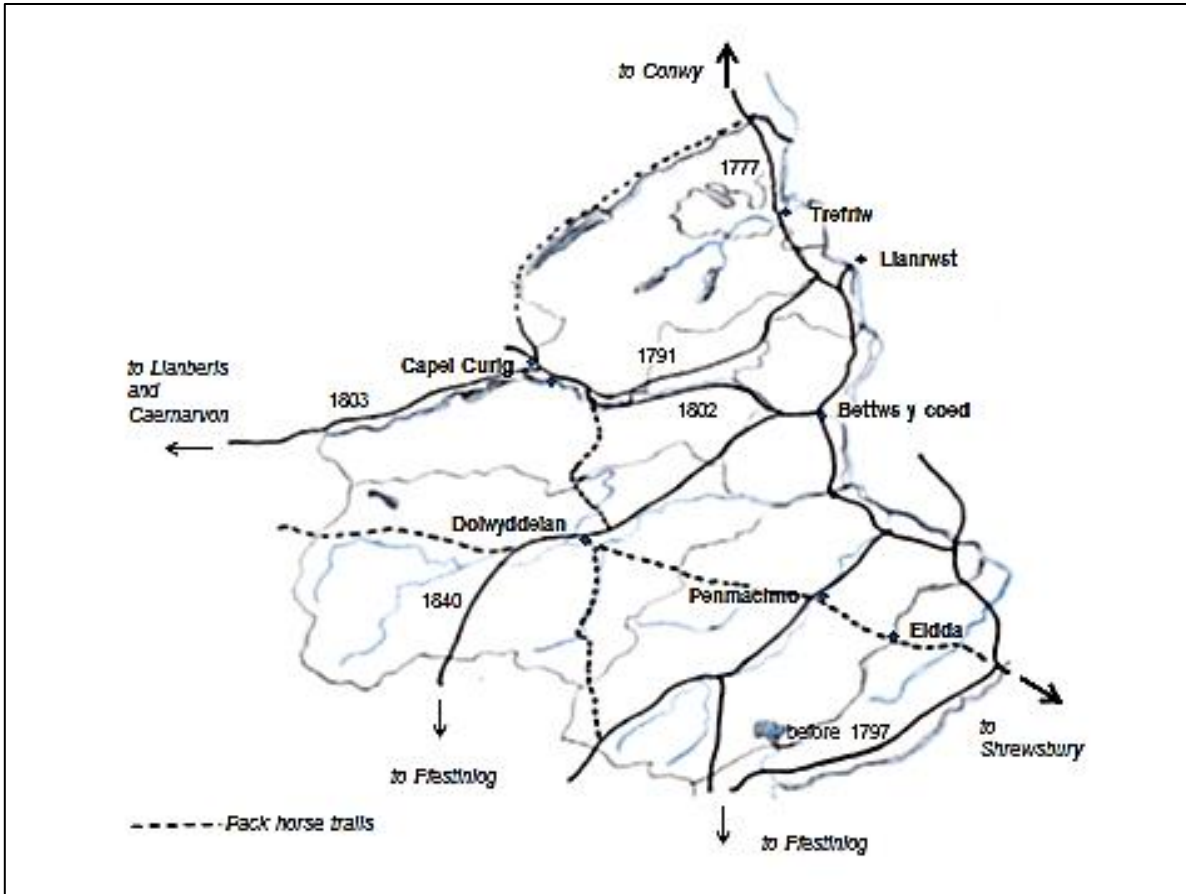 to Conwy
1777
Trefriw
Llanrwst
Capel Curig
1791
to Llanberis
and
Caernarvon
1803
1802
Bettws y coed
Dolwyddelan
1840
Penmachno
Eidda
before 1797
to
Shrewsbury
to Ffestiniog
Pack horse trails
to Ffestiniog